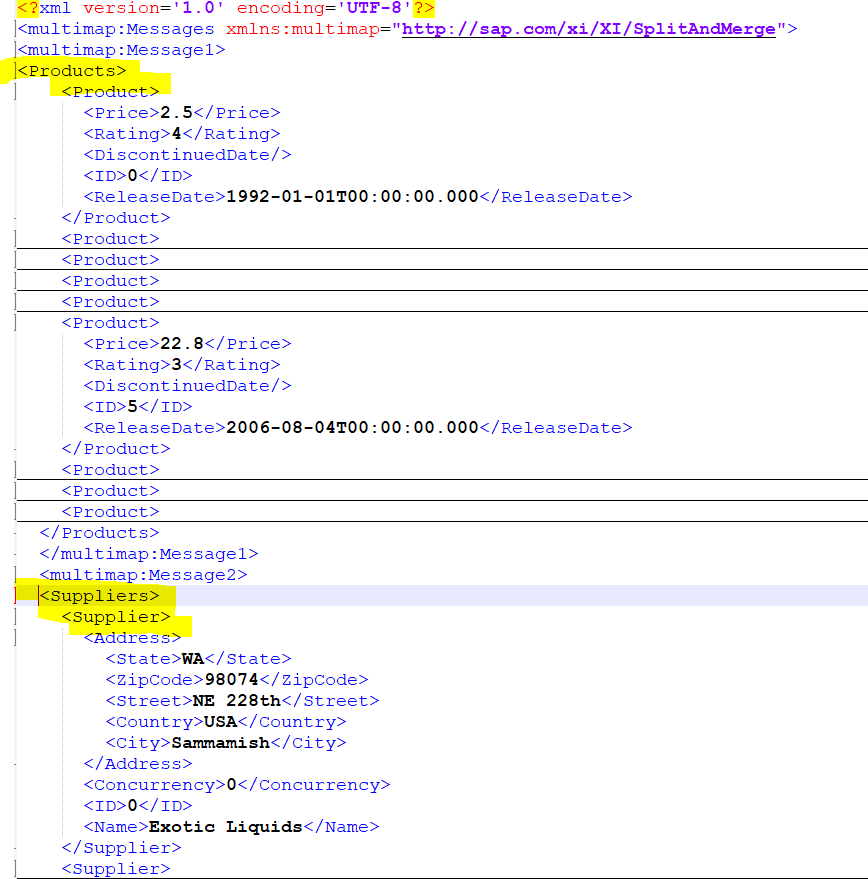 <?xml version='1.0' encoding='UTF-8'?>
<multimap:Messages xmlns:multimap="http://sap.com/xi/XI/SplitAndMerge">
<multimap:Message1>
<Products>
<Product>
<Price>2.5</Price>
<Rating>4</Rating>
<DiscontinuedDate/>
<ID>0</ID>
<ReleaseDate>1992-01-01T00:00:00.000</ReleaseDate>
</Product>
<Product>
<Product>
<Product>
<Product>
<Product>
<Price>22.8</Price>
<Rating>3</Rating>
<DiscontinuedDate/>
<ID>5</ID>
<ReleaseDate>2006-08-04T00:00:00.000</ReleaseDate>
</Product>
<Product>
<Product>
<Product>
</Products>
</multimap:Message1>
<multimap:Message2>
<Suppliers>
<Supplier>
<Address>
<State>WA</State>
<ZipCode>98074</ZipCode>
<Street>NE 228th</Street>
<Country>USA</Country>
<City>Sammamish</City>
</Address>
<Concurrency>0</Concurrency>
<ID>0</ID>
<Name>Exotic Liquids</Name>
</Supplier>
<Supplier>